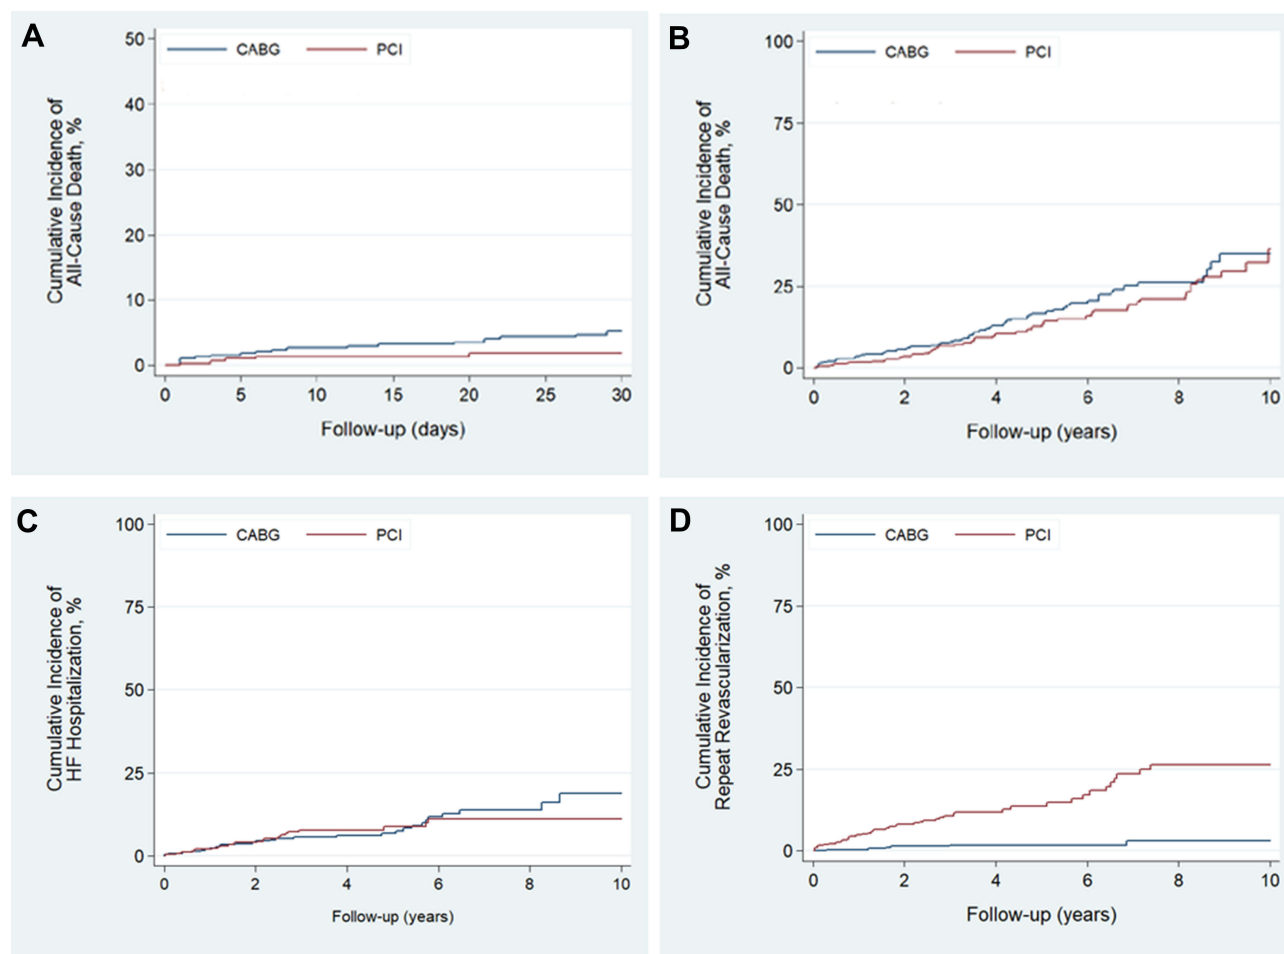 A
CABG PCI
50
40
30
20
10
0
Cumulative Incidence of
All-Cause Death, %
0 5 10 15 20 25 30
Follow-up (days)
B
CABG PCI
100
75
50
25
0
Cumulative Incidence of
All-Cause Death, %
0 2 4 6 8 10
Follow-up (years)
C
CABG PCI
100
75
50
25
0
Cumulative Incidence of
HF Hospitalization, %
0 2 4 6 8 10
Follow-up (years)
D
CABG PCI
100
75
50
25
0
Cumulative Incidence of
Repeat Revascularization, %
0 2 4 6 8 10
Follow-up (years)